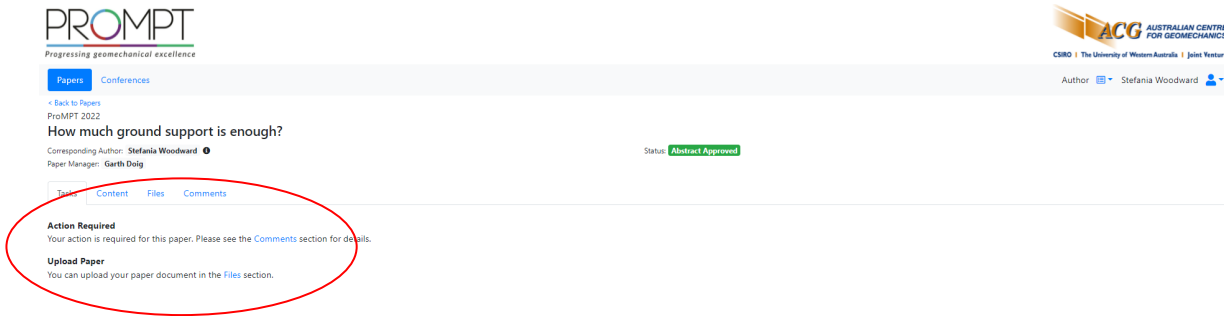 PROMPT
Progressing geomechanical excellence
ACG AUSTRALIAN CENTRE FOR GEOMECHANICS
CSIRO | The University of Western Australia | Joint Ventur
Papers Conferences
Author Stefania Woodward
< Back to Papers
ProMPT 2022
How much ground support is enough?
Corresponding Author: Stefania Woodward
Status: Abstract Approved
Paper Manager: Garth Doig
Tasks Content Files Comments
Action Required
Your action is required for this paper. Please see the Comments section for details.
Upload Paper
You can upload your paper document in the Files section.